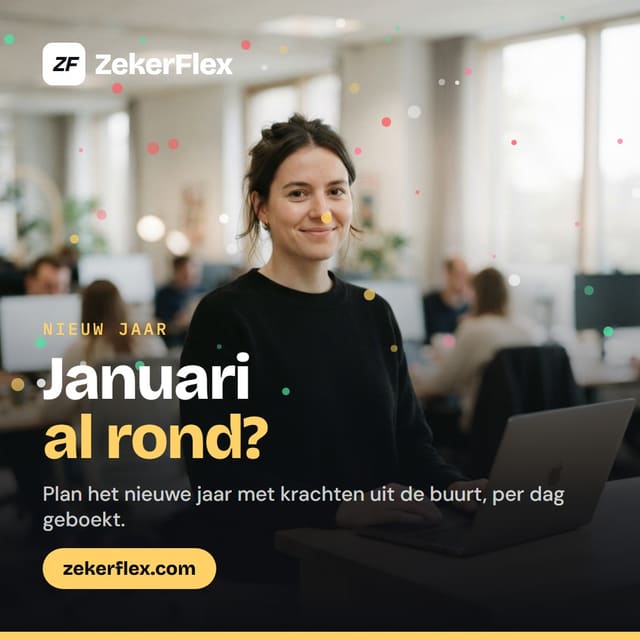 ZF ZekerFlex
NIEUW JAAR
Januari
al rond?
Plan het nieuwe jaar met krachten uit de buurt, per dag
geboekt.
zekerflex.com